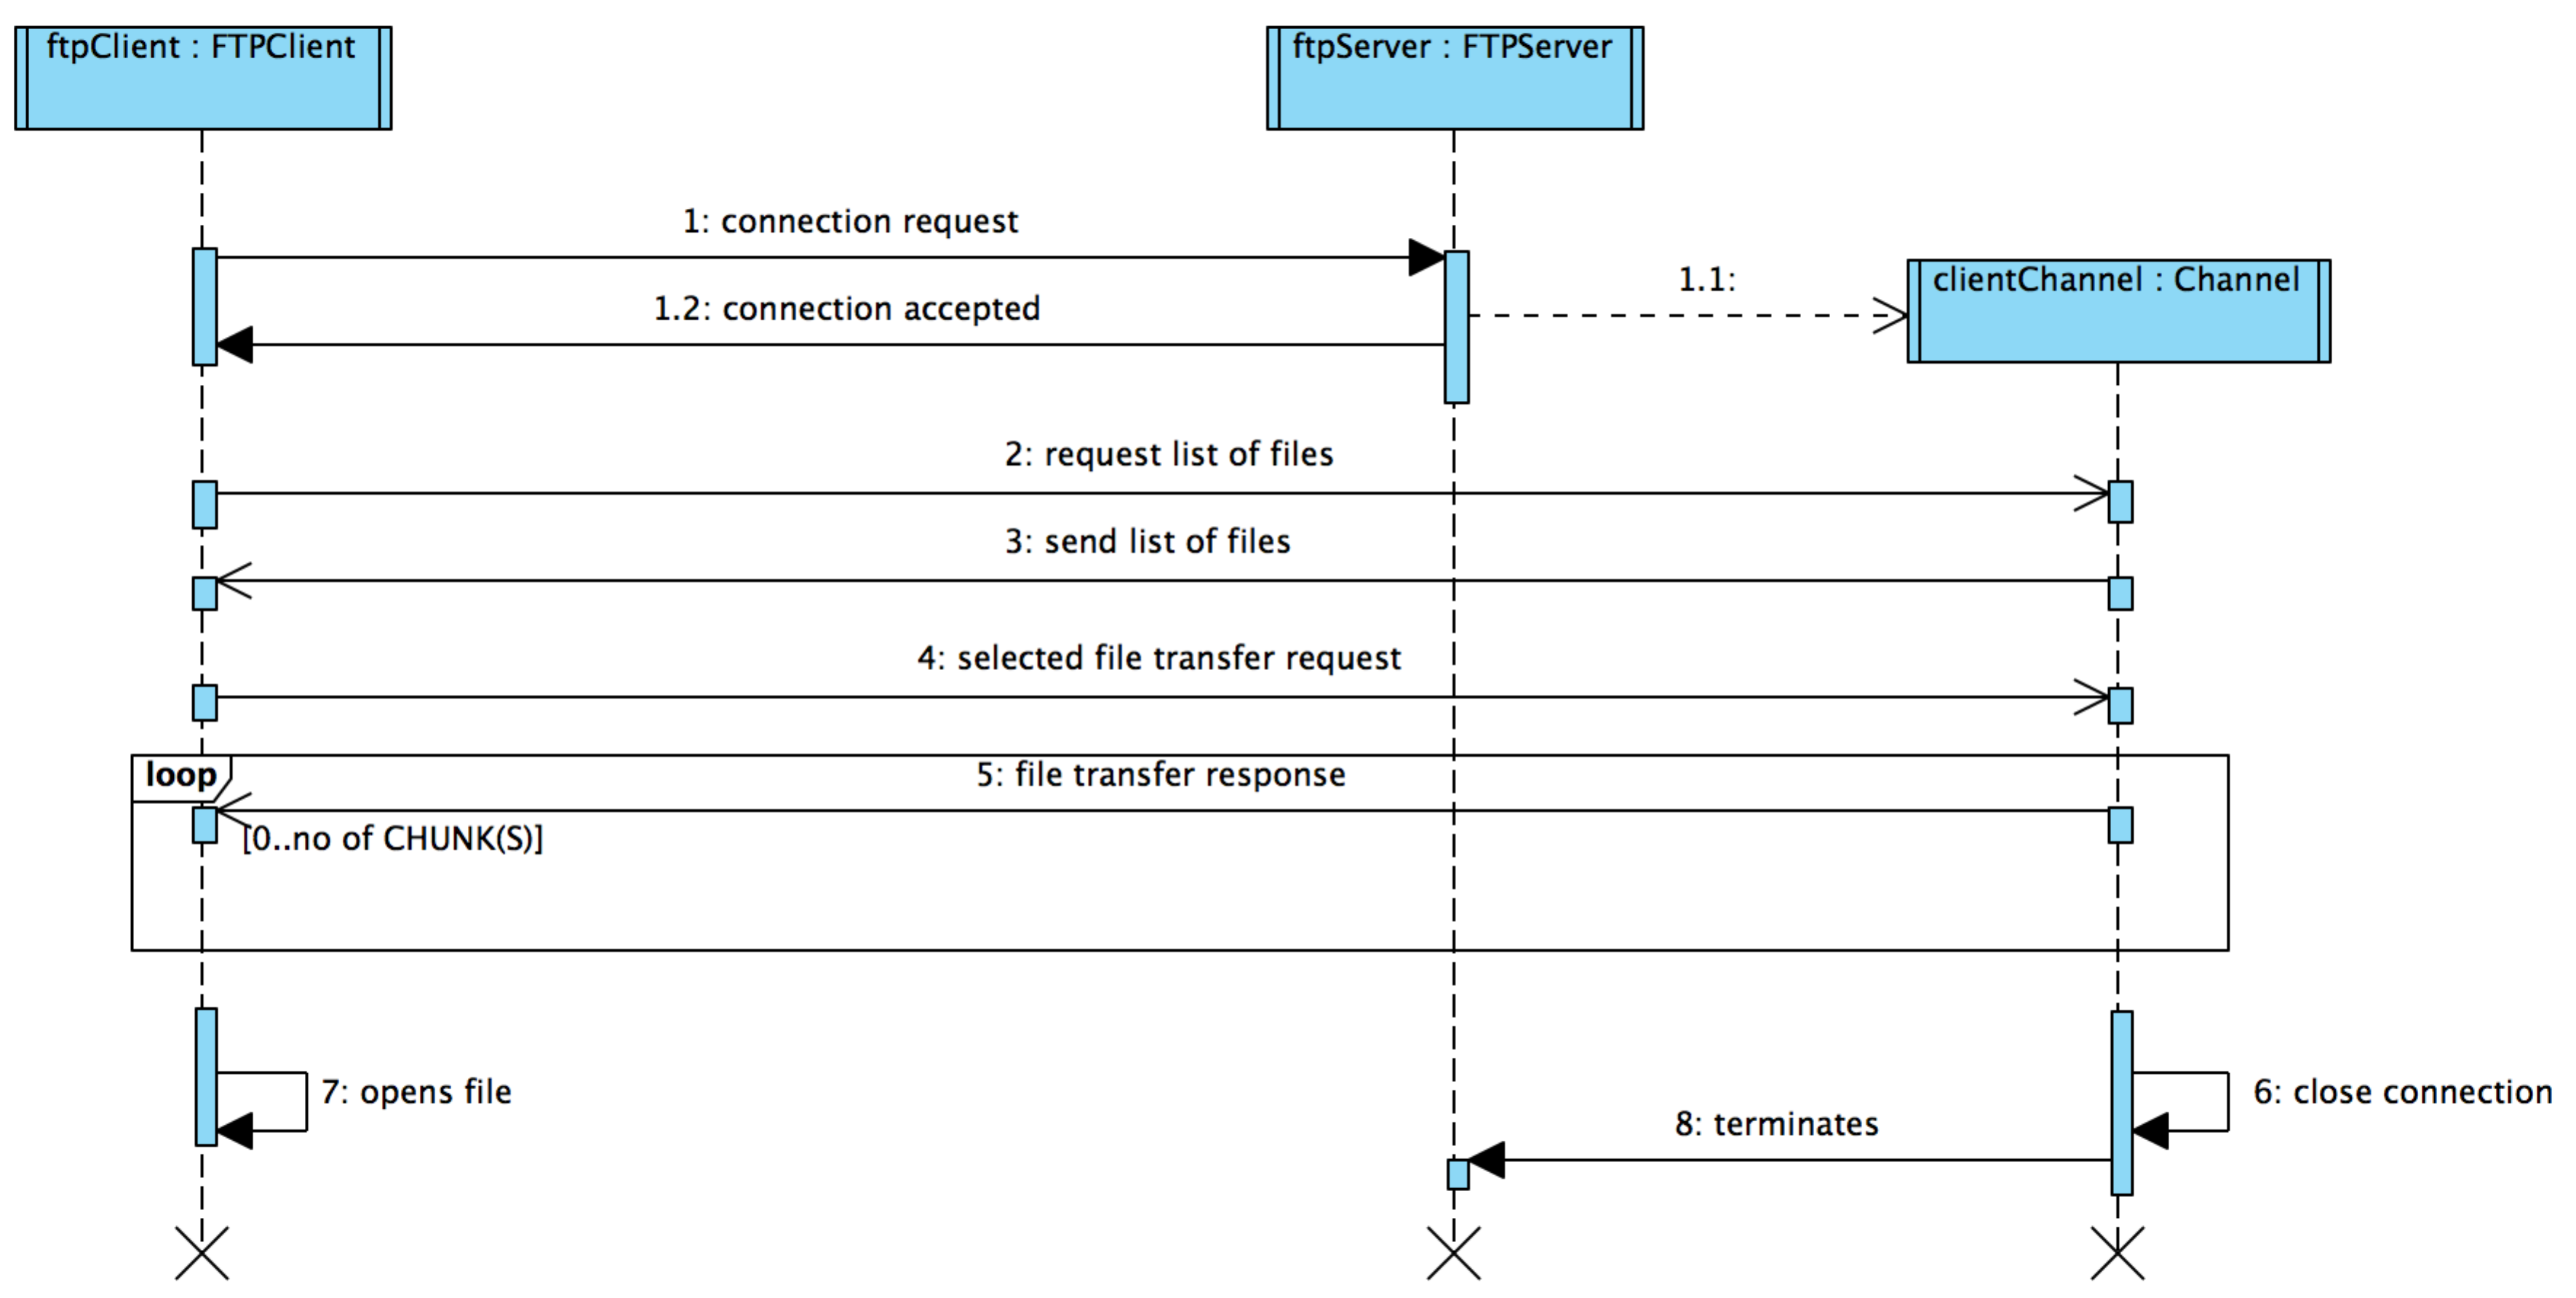 ftpClient : FTPClient
ftpServer : FTPServer
1: connection request
1.1:
clientChannel : Channel
1.2: connection accepted
2: request list of files
3: send list of files
4: selected file transfer request
loop
5: file transfer response
[0..no of CHUNK(S)]
7: opens file
6: close connection
8: terminates